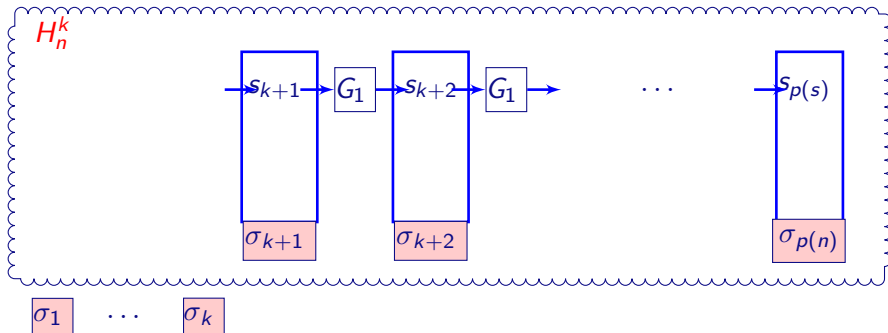 H_n^k
s_{k+1} G_1 s_{k+2} G_1 ··· s_{p(s)}
σ_{k+1} σ_{k+2} σ_{p(n)}
σ_1 ··· σ_k